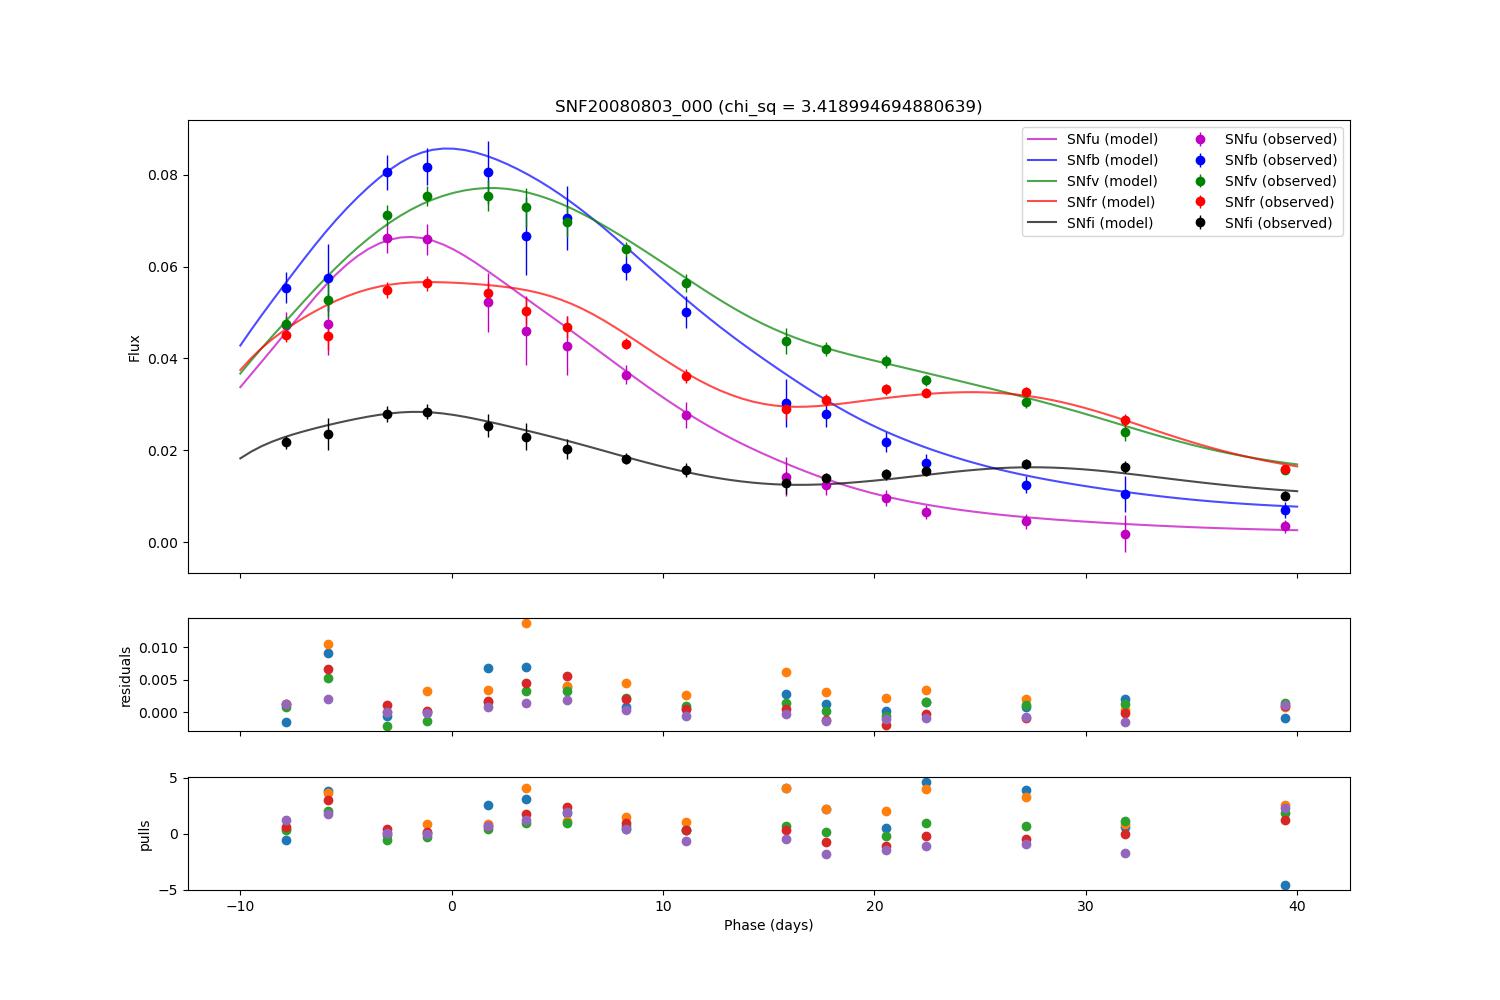 SNF20080803_000 (chi_sq = 3.418994694880639)
SNfu (model) SNfu (observed)
SNfb (model) SNfb (observed)
SNfv (model) SNfv (observed)
SNfr (model) SNfr (observed)
SNfi (model) SNfi (observed)
Flux
0.08
0.06
0.04
0.02
0.00
residuals
0.010
0.005
0.000
pulls
5
0
−5
−10 0 10 20 30 40
Phase (days)